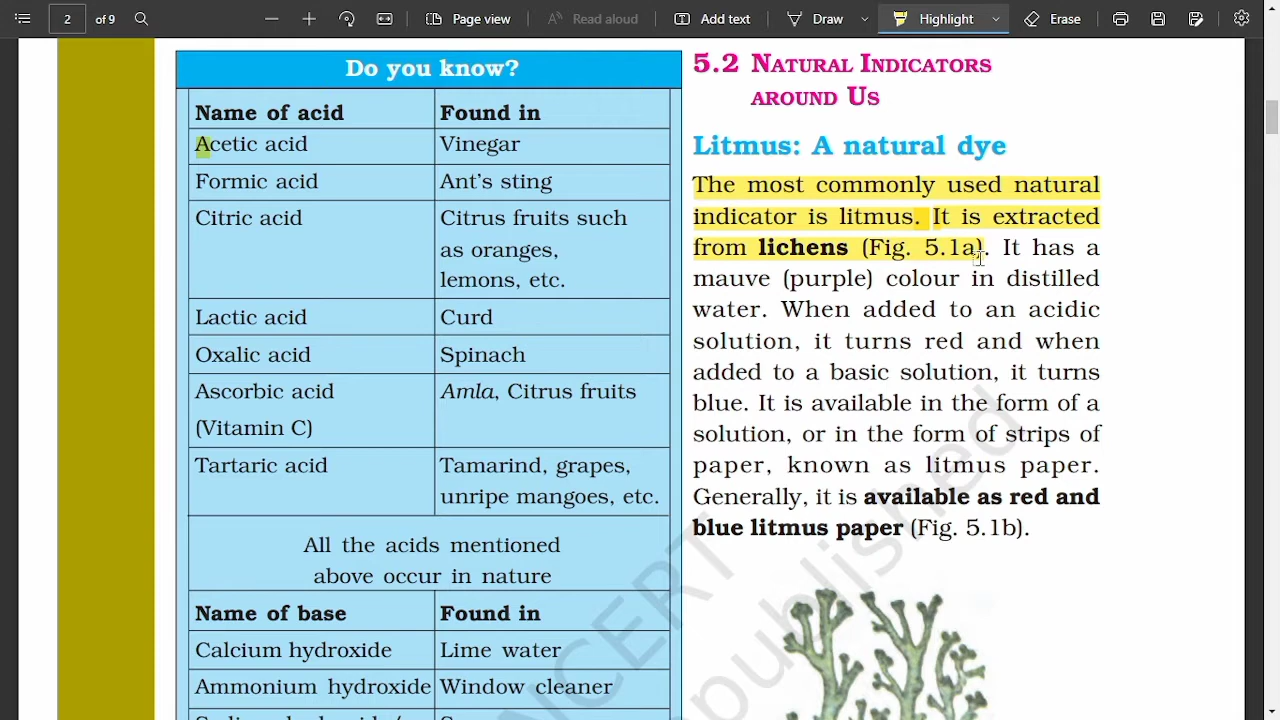 2 of 9
Page view
Read aloud
Add text
Draw
Highlight
Erase
Do you know?
Name of acid Found in
Acetic acid Vinegar
Formic acid Ant's sting
Citric acid Citrus fruits such
as oranges,
lemons, etc.
Lactic acid Curd
Oxalic acid Spinach
Ascorbic acid Amla, Citrus fruits
(Vitamin C)
Tartaric acid Tamarind, grapes,
unripe mangoes, etc.
All the acids mentioned
above occur in nature
Name of base Found in
Calcium hydroxide Lime water
Ammonium hydroxide Window cleaner
5.2 NATURAL INDICATORS
AROUND US
Litmus: A natural dye
The most commonly used natural
indicator is litmus. It is extracted
from lichens (Fig. 5.1a). It has a
mauve (purple) colour in distilled
water. When added to an acidic
solution, it turns red and when
added to a basic solution, it turns
blue. It is available in the form of a
solution, or in the form of strips of
paper, known as litmus paper.
Generally, it is available as red and
blue litmus paper (Fig. 5.1b).
NCERT
published